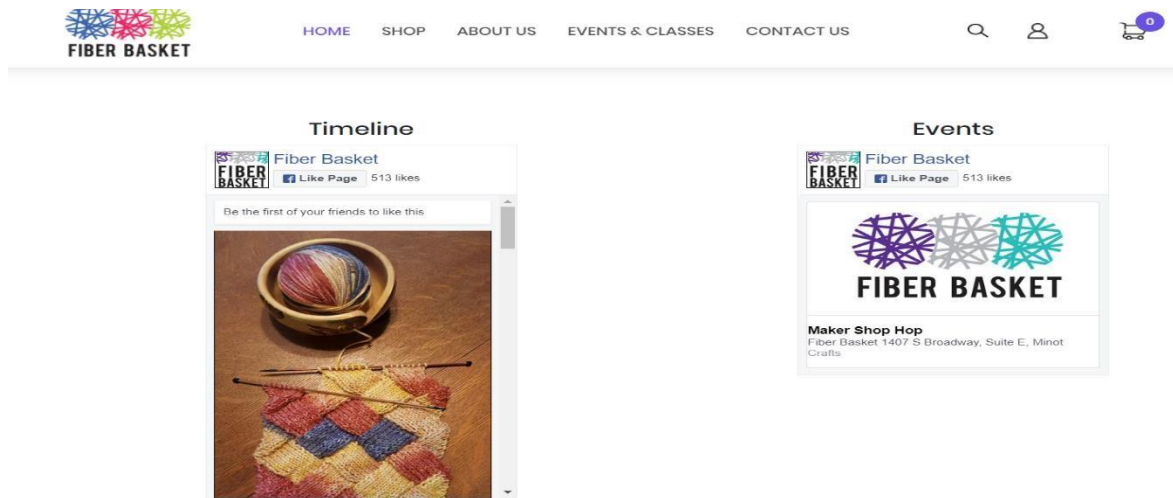 FIBER BASKET
HOME SHOP ABOUT US EVENTS & CLASSES CONTACT US
0
Timeline
FIBER
BASKET
Fiber Basket
Like Page 513 likes
Be the first of your friends to like this
Events
FIBER
BASKET
Fiber Basket
Like Page 513 likes
FIBER BASKET
Maker Shop Hop
Fiber Basket 1407 S Broadway, Suite E, Minot
Crafts